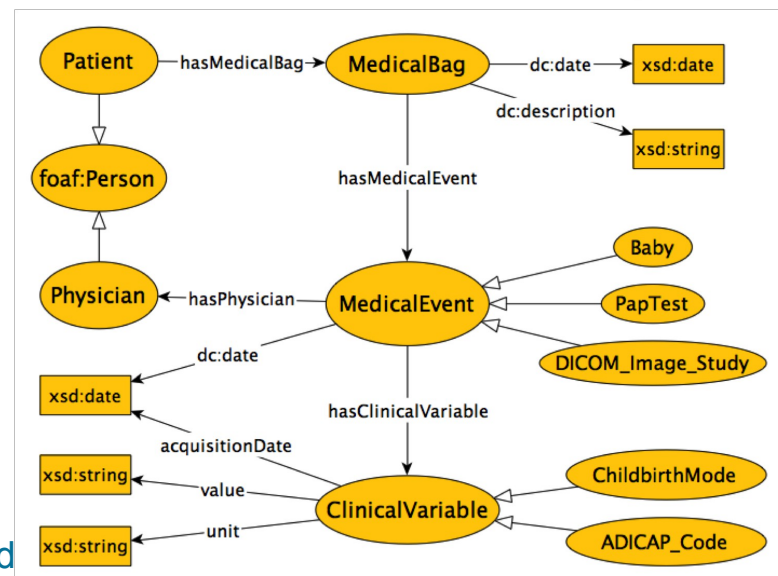 Patient
hasMedicalBag
MedicalBag
dc:date
xsd:date
dc:description
xsd:string
foaf:Person
hasMedicalEvent
Baby
Physician
hasPhysician
MedicalEvent
PapTest
dc:date
DICOM_Image_Study
xsd:date
hasClinicalVariable
acquisitionDate
xsd:string
value
ClinicalVariable
ChildbirthMode
unit
xsd:string
ADICAP_Code
d